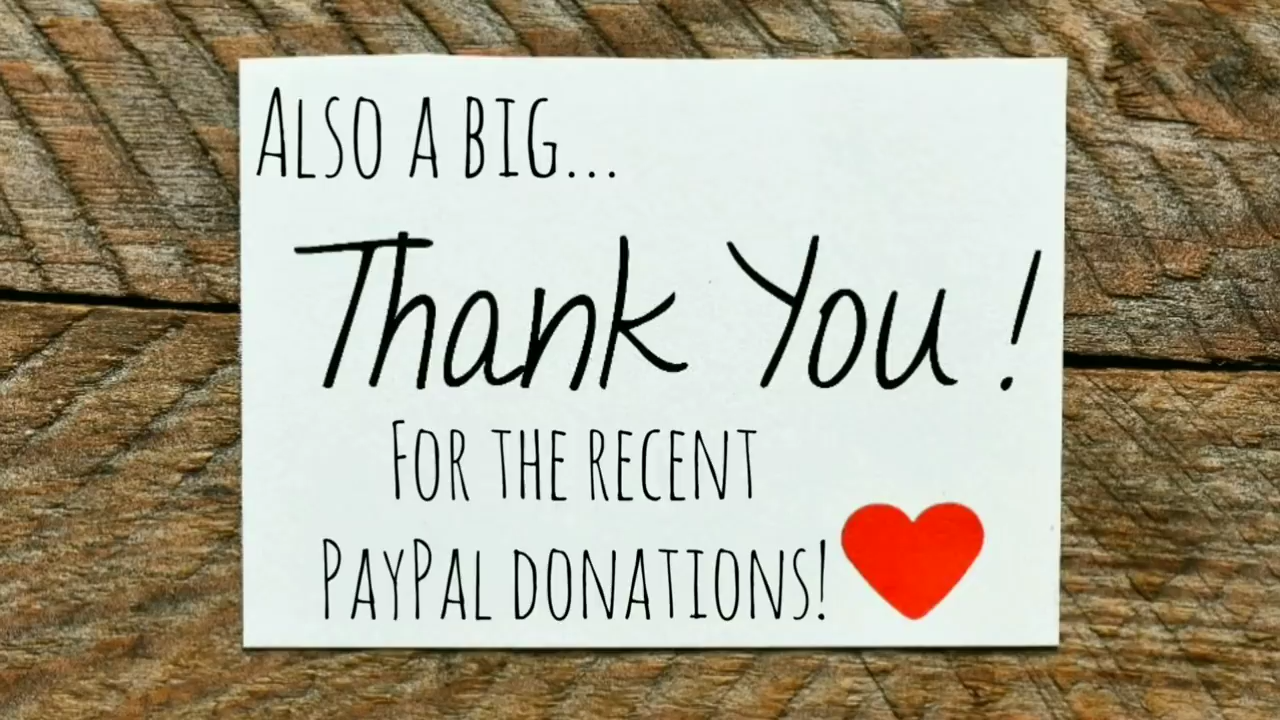 Also a big...
Thank You!
For the recent
PayPal donations!